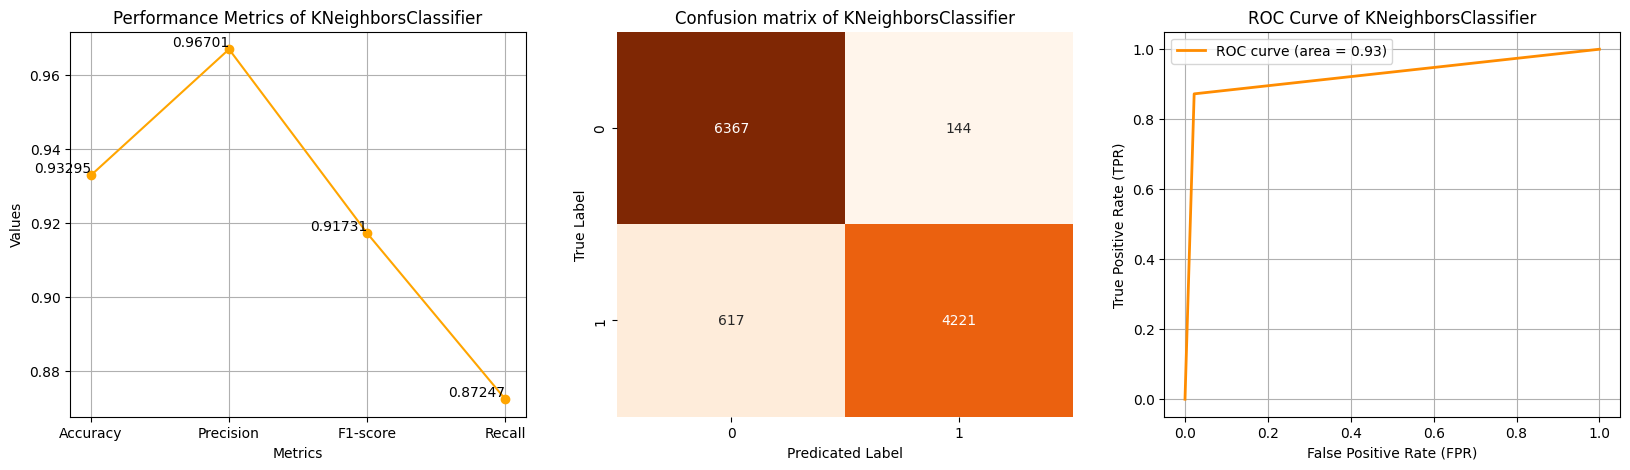 Performance Metrics of KNeighborsClassifier
0.96
0.94
0.92
0.90
0.88
Values
0.93295
0.96701
0.91731
0.87247
Accuracy
Precision
F1-score
Recall
Metrics
Confusion matrix of KNeighborsClassifier
True Label
0
1
6367
144
617
4221
0
1
Predicated Label
ROC Curve of KNeighborsClassifier
ROC curve (area = 0.93)
True Positive Rate (TPR)
1.0
0.8
0.6
0.4
0.2
0.0
0.0
0.2
0.4
0.6
0.8
1.0
False Positive Rate (FPR)